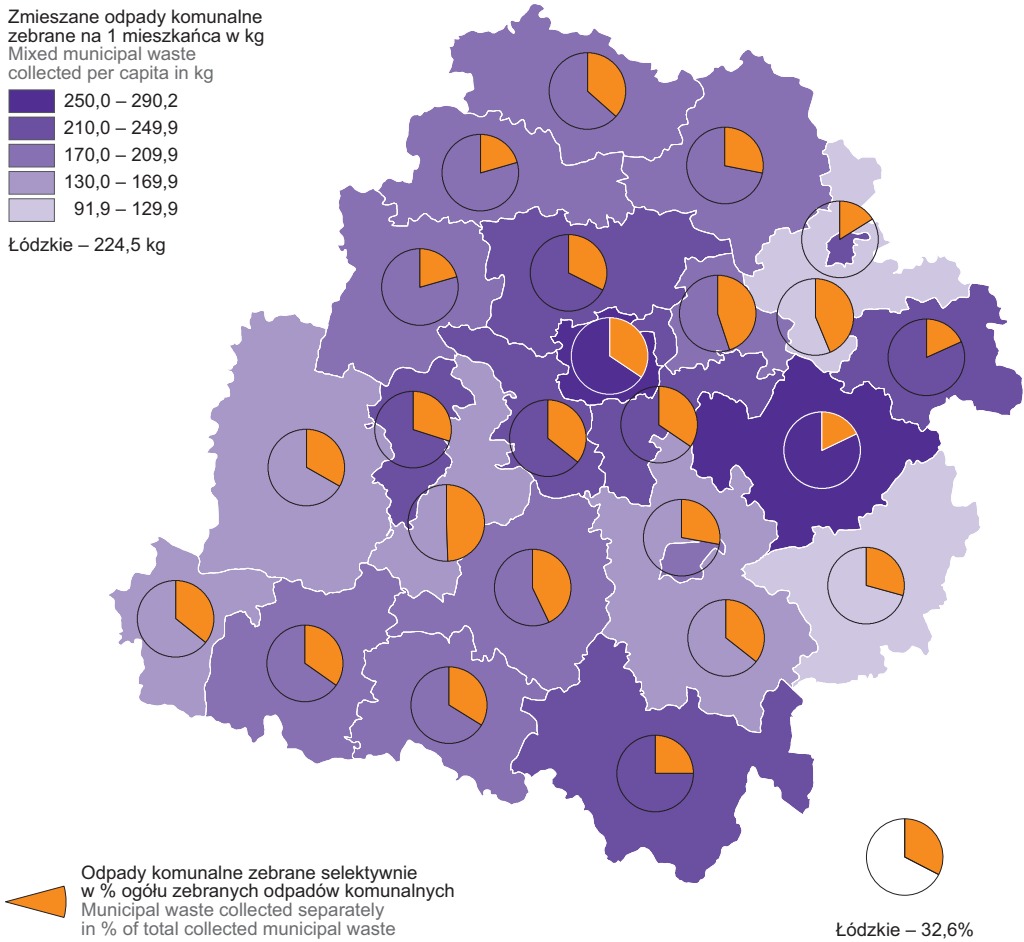 Zmieszane odpady komunalne
zebrane na 1 mieszkańca w kg
Mixed municipal waste
collected per capita in kg
250,0 – 290,2
210,0 – 249,9
170,0 – 209,9
130,0 – 169,9
91,9 – 129,9
Łódzkie – 224,5 kg
Odpady komunalne zebrane selektywnie
w % ogółu zebranych odpadów komunalnych
Municipal waste collected separately
in % of total collected municipal waste
Łódzkie – 32,6%